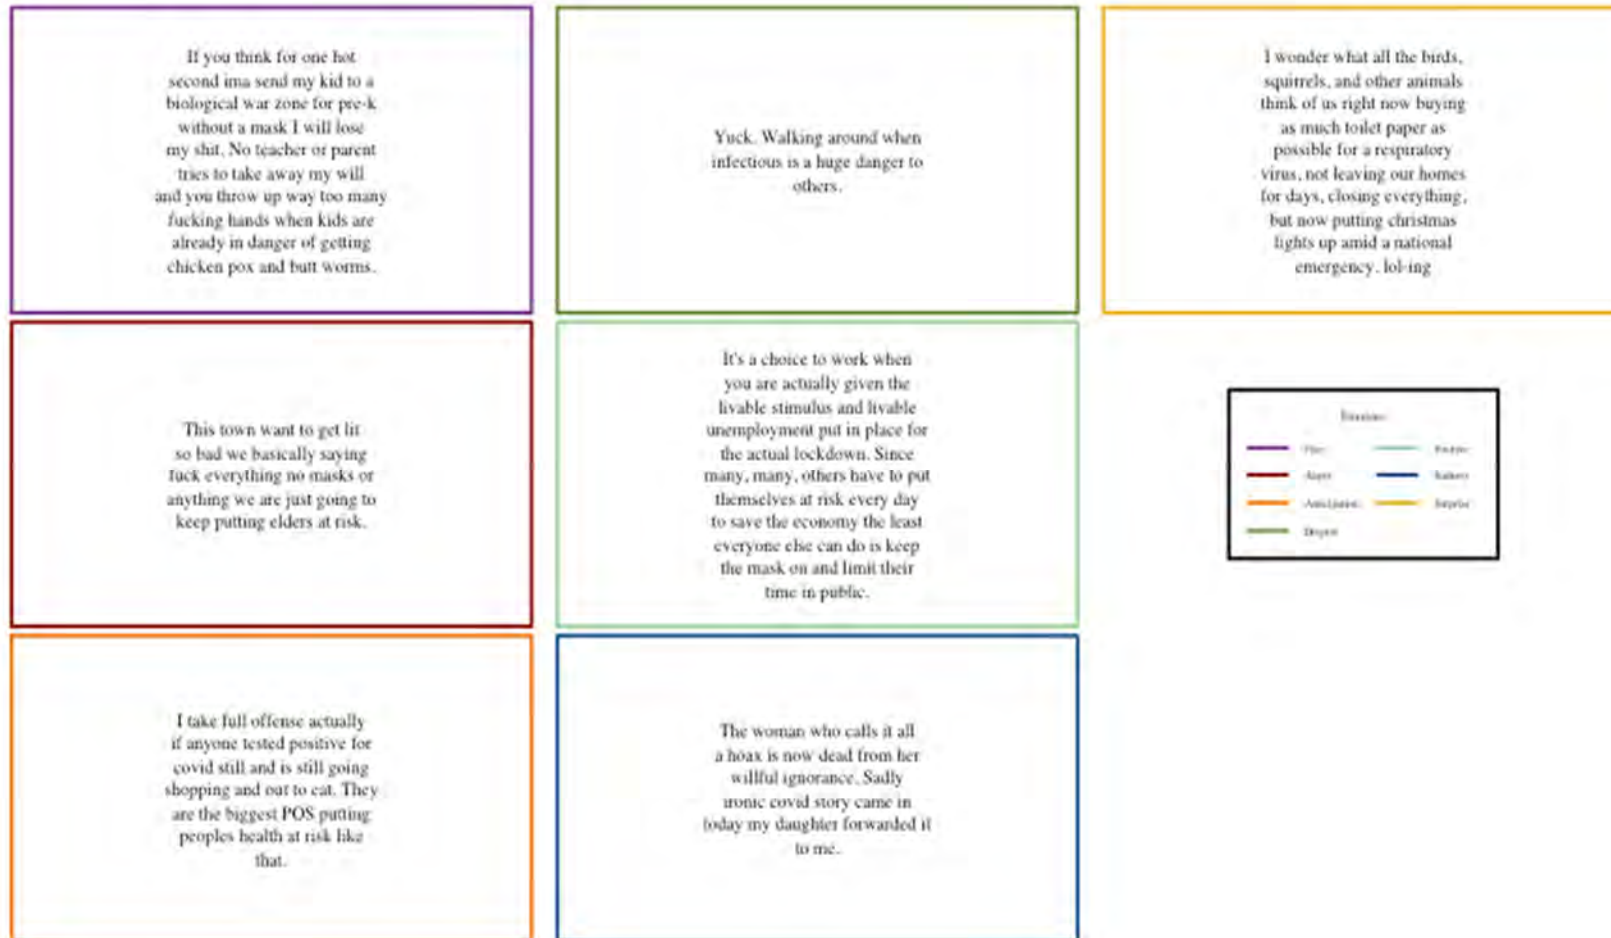 If you think for one hot
second ima send my kid to a
biological war zone for pre-k
without a mask I will lose
my shit. No teacher or parent
tries to take away my will
and you throw up way too many
fucking hands when kids are
already in danger of getting
chicken pox and butt worms.
Yuck. Walking around when
infectious is a huge danger to
others.
I wonder what all the birds,
squirrels, and other animals
think of us right now buying
as much toilet paper as
possible for a respiratory
virus, not leaving our homes
for days, closing everything,
but now putting christmas
lights up amid a national
emergency. lol-ing
This town want to get lit
so bad we basically saying
fuck everything no masks or
anything we are just going to
keep putting elders at risk.
It's a choice to work when
you are actually given the
livable stimulus and livable
unemployment put in place for
the actual lockdown. Since
many, many, others have to put
themselves at risk every day
to save the economy the least
everyone else can do is keep
the mask on and limit their
time in public.
Anger
Sadness
Anticipation
Surprise
Disgust
I take full offense actually
if anyone tested positive for
covid still and is still going
shopping and out to eat. They
are the biggest POS putting
peoples health at risk like
that.
The woman who calls it all
a hoax is now dead from her
willful ignorance. Sadly
ironic covid story came in
today my daughter forwarded it
to me.